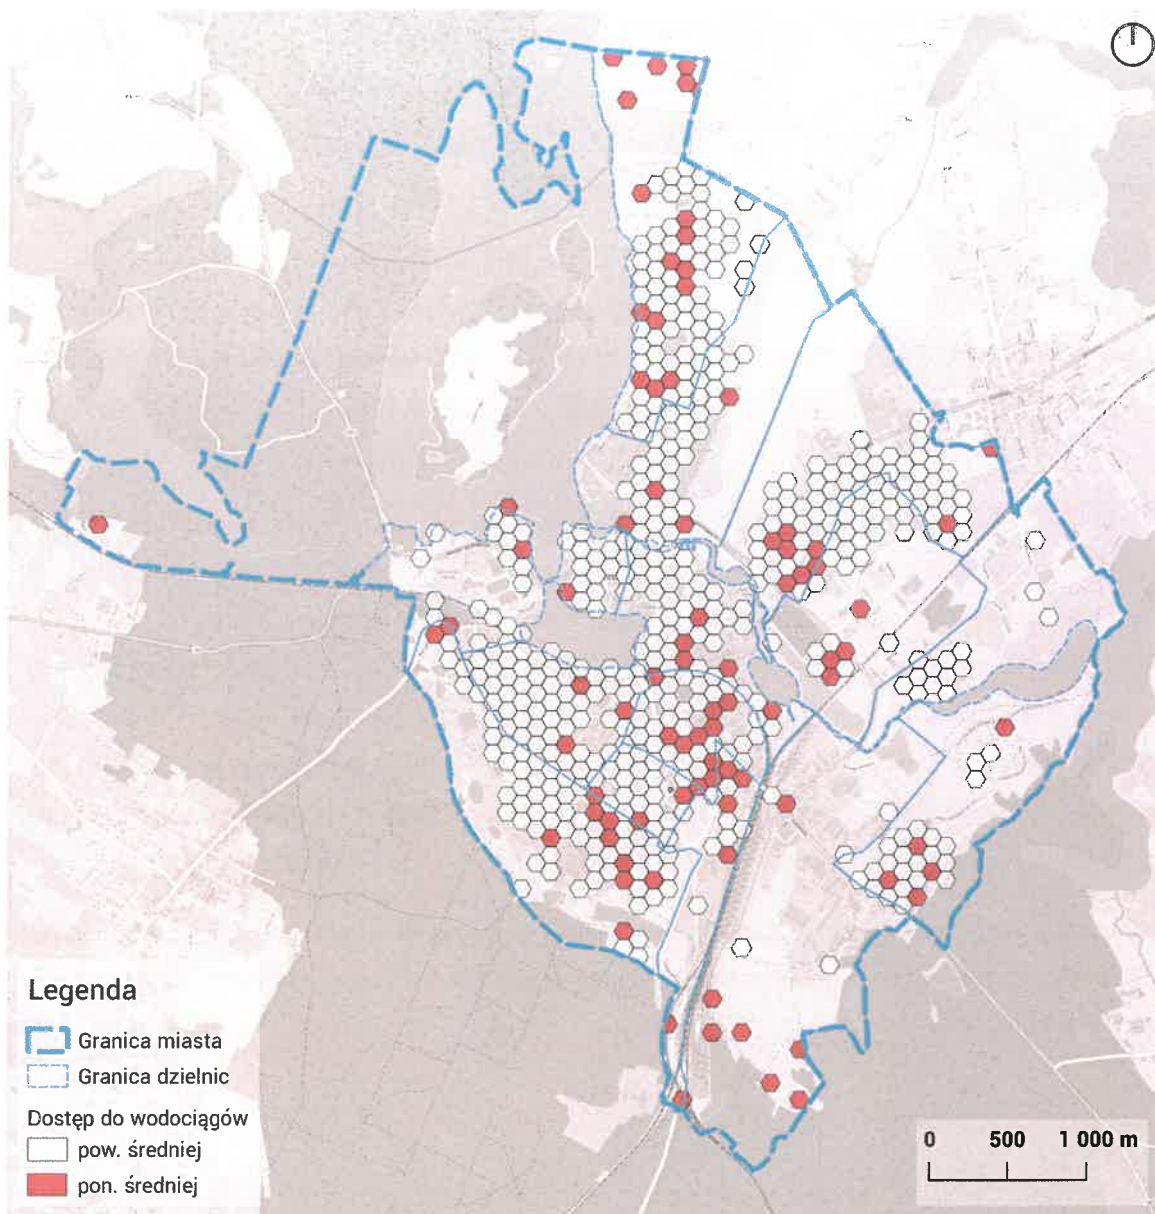 Legenda
Granica miasta
Granica dzielnic
Dostęp do wodociągów
pow. średniej
pon. średniej
0 500 1 000 m